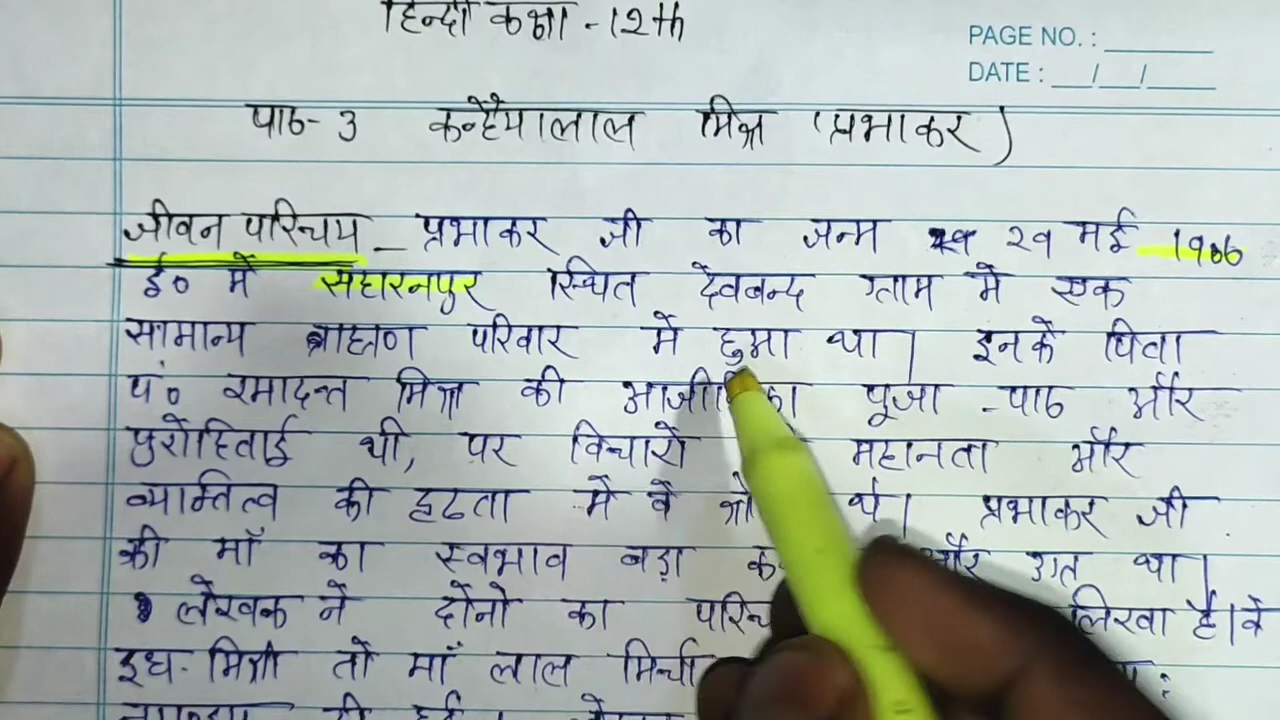 हिन्दी कक्षा - 12th
PAGE NO. :
DATE : / /
पाठ - 3 कन्हैयालाल मिश्र (प्रभाकर)
जीवन परिचय - प्रभाकर जी का जन्म 29 मई 1906
ई० में सहारनपुर स्थित देवबन्द ग्राम में एक
सामान्य ब्राह्मण परिवार में हुआ था। इनके पिता
पं० रमादत्त मिश्र की पूजा - पाठ और
पुरोहिताई थी, पर विचारो महानता और
व्यक्तित्व की दृढता में वे थे। प्रभाकर जी
की माँ का स्वभाव बड़ा और उग्र था।
लेखक ने दोनो का लिखा है। वे
तो माँ लाल